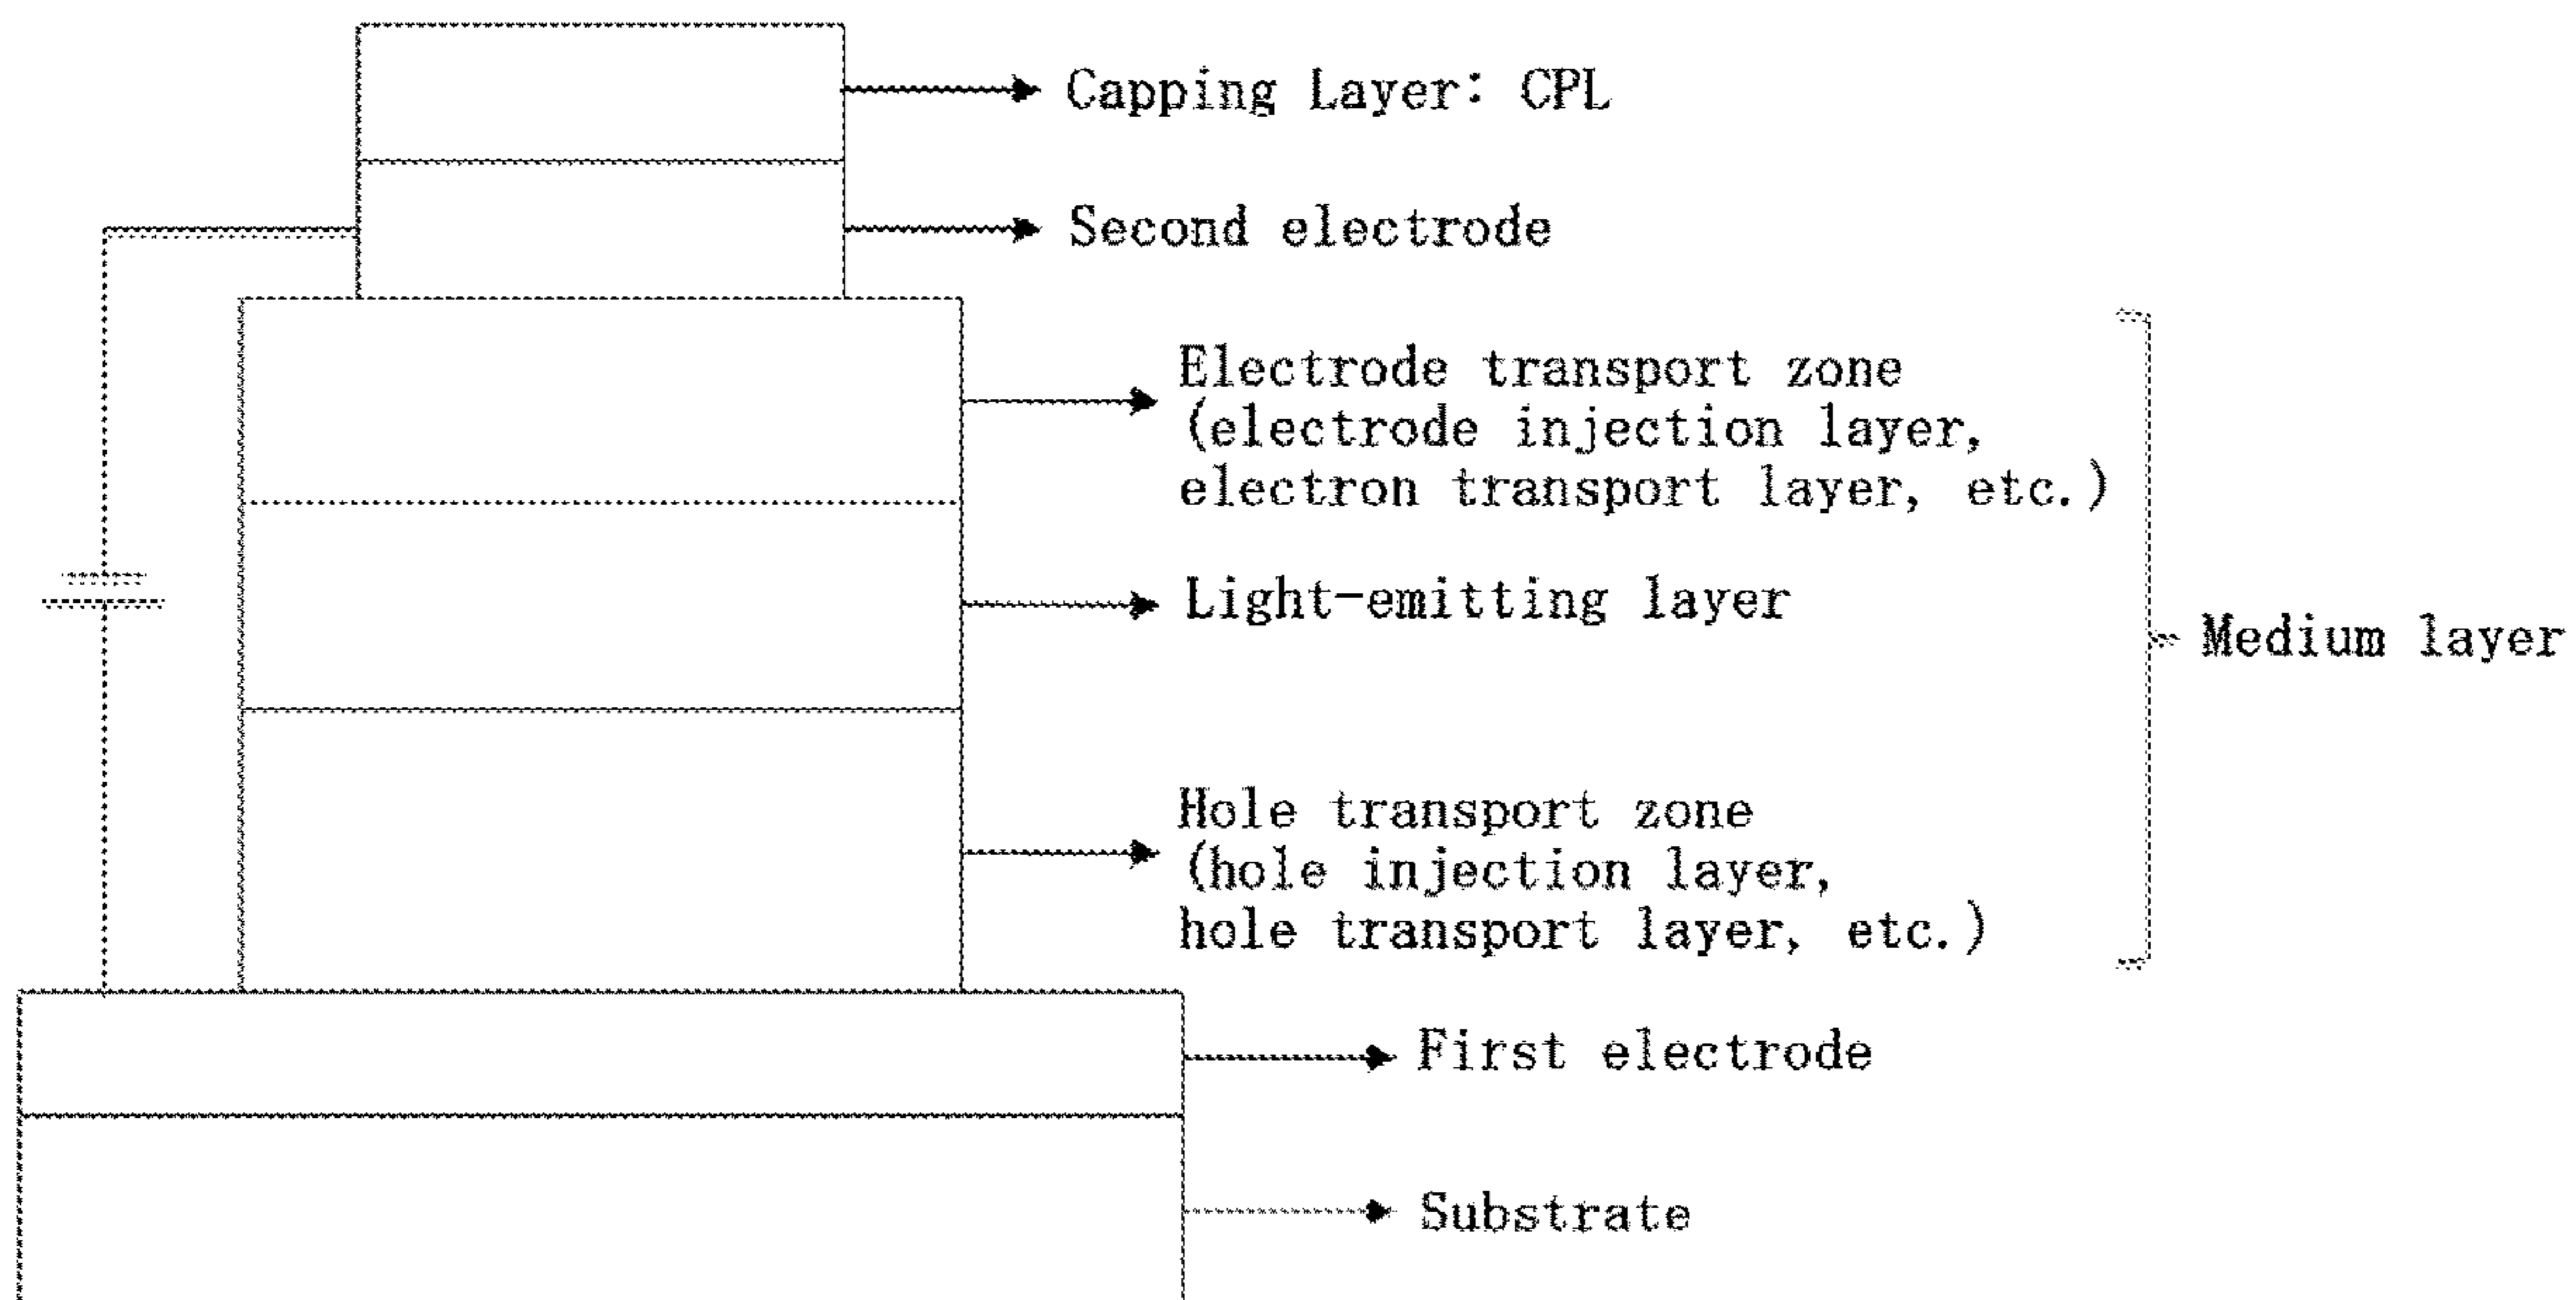 Capping Layer: CPL
Second electrode
Electrode transport zone
(electrode injection layer,
electron transport layer, etc.)
Light-emitting layer
Medium layer
Hole transport zone
(hole injection layer,
hole transport layer, etc.)
First electrode
Substrate